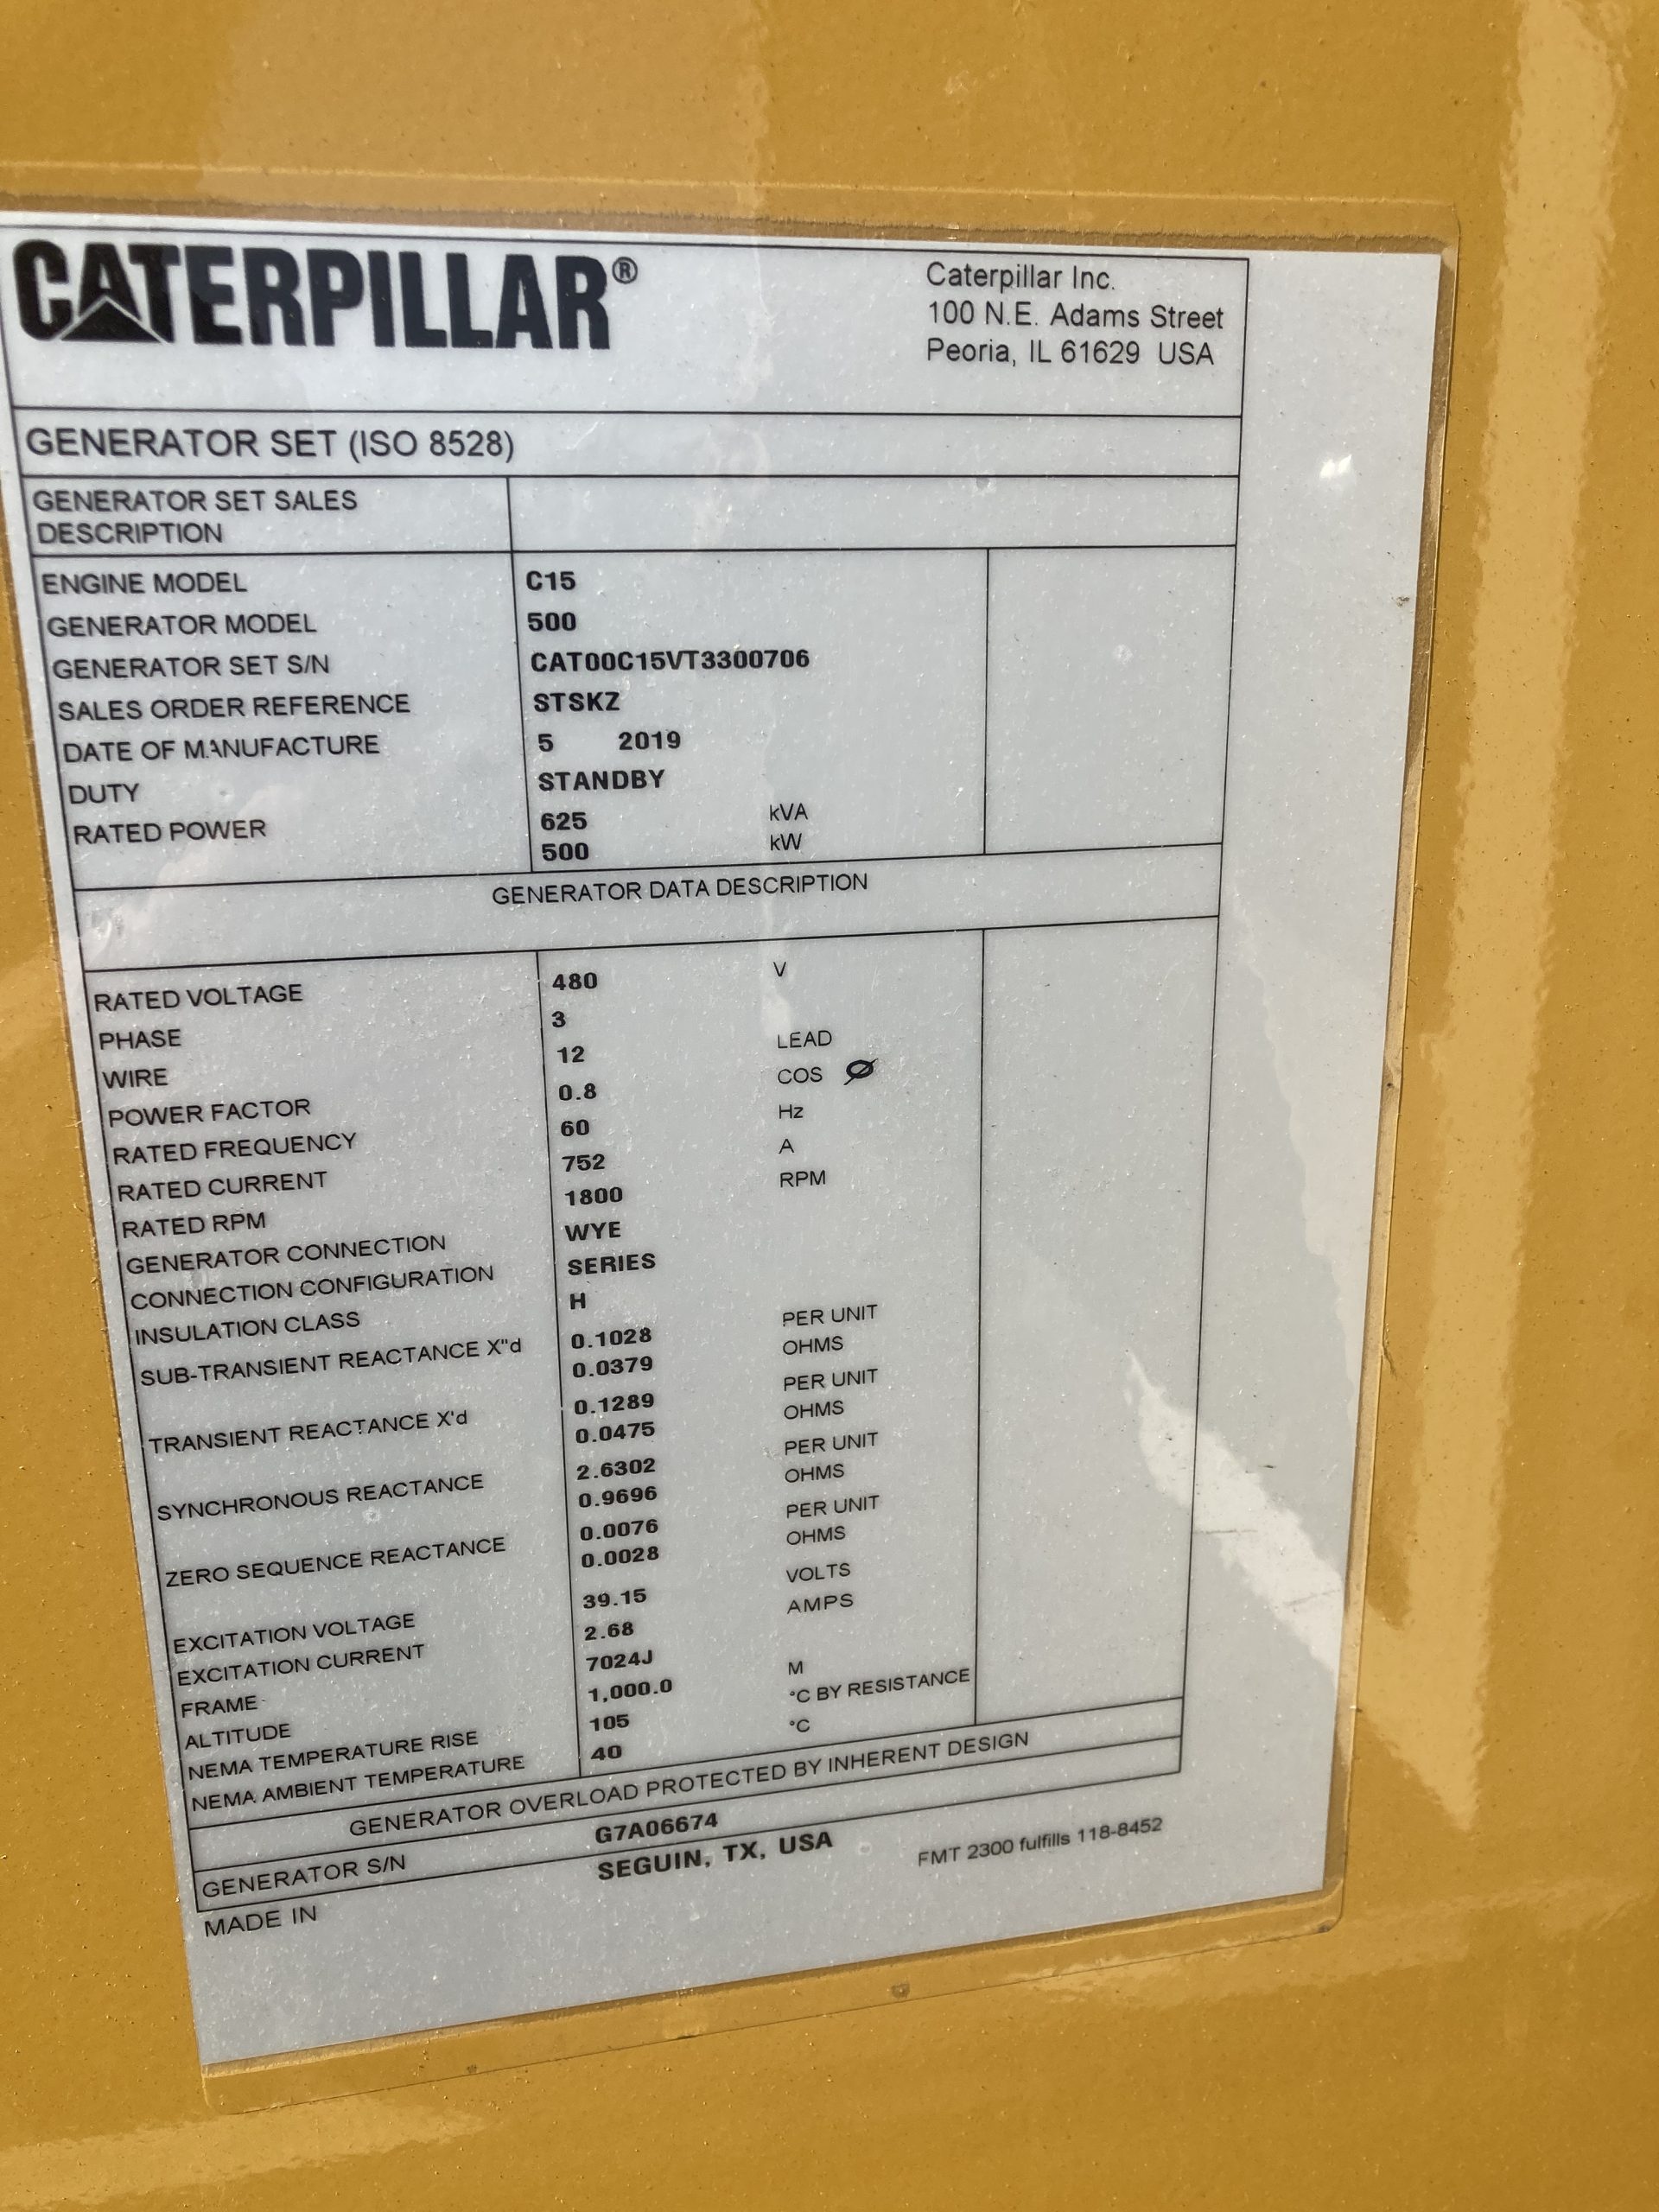 CATERPILLAR®
Caterpillar Inc.
100 N.E. Adams Street
Peoria, IL 61629 USA
GENERATOR SET (ISO 8528)
GENERATOR SET SALES
DESCRIPTION
ENGINE MODEL C15
GENERATOR MODEL 500
GENERATOR SET S/N CAT00C15VT3300706
SALES ORDER REFERENCE STSKZ
DATE OF MANUFACTURE 5 2019
DUTY STANDBY
RATED POWER 625 kVA
500 kW
GENERATOR DATA DESCRIPTION
RATED VOLTAGE 480 V
PHASE 3
WIRE 12 LEAD
POWER FACTOR 0.8 COS Ø
RATED FREQUENCY 60 Hz
RATED CURRENT 752 A
RATED RPM 1800 RPM
GENERATOR CONNECTION WYE
CONNECTION CONFIGURATION SERIES
INSULATION CLASS H
SUB-TRANSIENT REACTANCE X"d 0.1028 PER UNIT
0.0379 OHMS
TRANSIENT REACTANCE X'd 0.1289 PER UNIT
0.0475 OHMS
SYNCHRONOUS REACTANCE 2.6302 PER UNIT
0.9696 OHMS
ZERO SEQUENCE REACTANCE 0.0076 PER UNIT
0.0028 OHMS
EXCITATION VOLTAGE 39.15 VOLTS
EXCITATION CURRENT 2.68 AMPS
FRAME 7024J
ALTITUDE 1,000.0 M
NEMA TEMPERATURE RISE 105 °C BY RESISTANCE
NEMA AMBIENT TEMPERATURE 40 °C
GENERATOR OVERLOAD PROTECTED BY INHERENT DESIGN
GENERATOR S/N G7A06674
MADE IN SEGUIN, TX, USA
FMT 2300 fulfills 118-8452